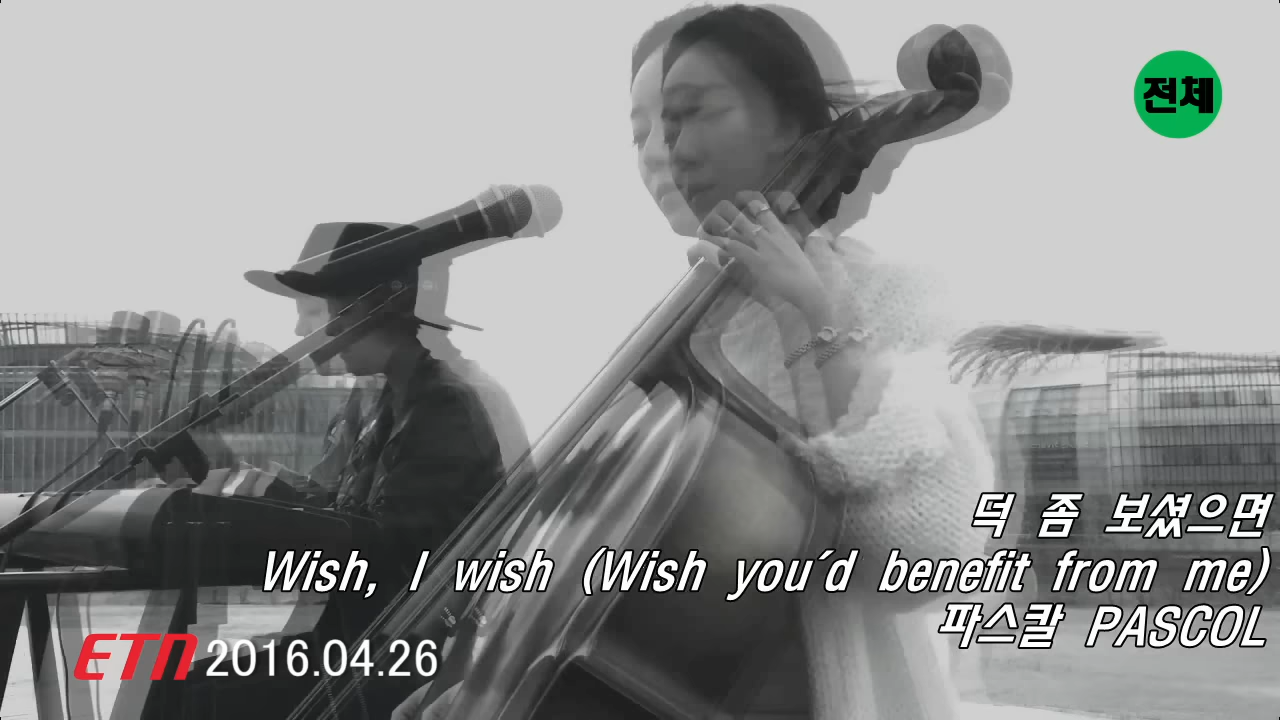 전체
덕 좀 보셨으면
Wish, I wish (Wish you´d benefit from me)
파스칼 PASCOL
ETN 2016.04.26